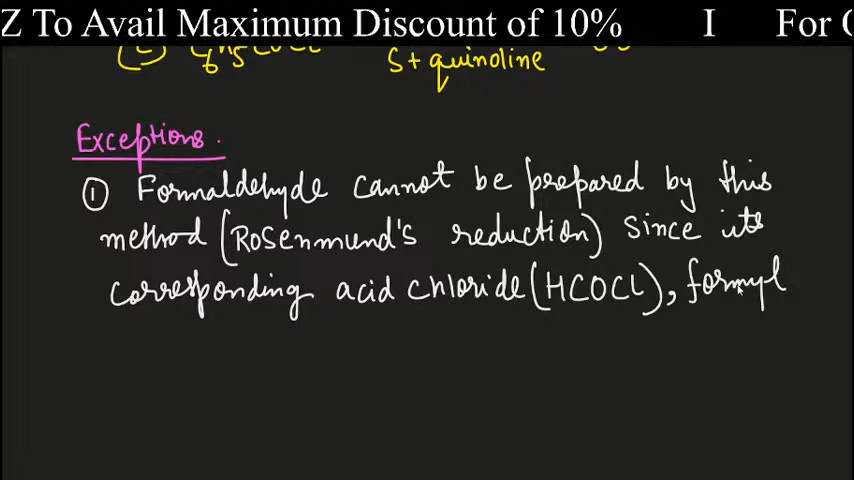 Z To Avail Maximum Discount of 10% I For
S + quinoline
Exceptions.
① Formaldehyde cannot be prepared by this
method (Rosenmund's reduction) since its
corresponding acid chloride (HCOCl), formyl